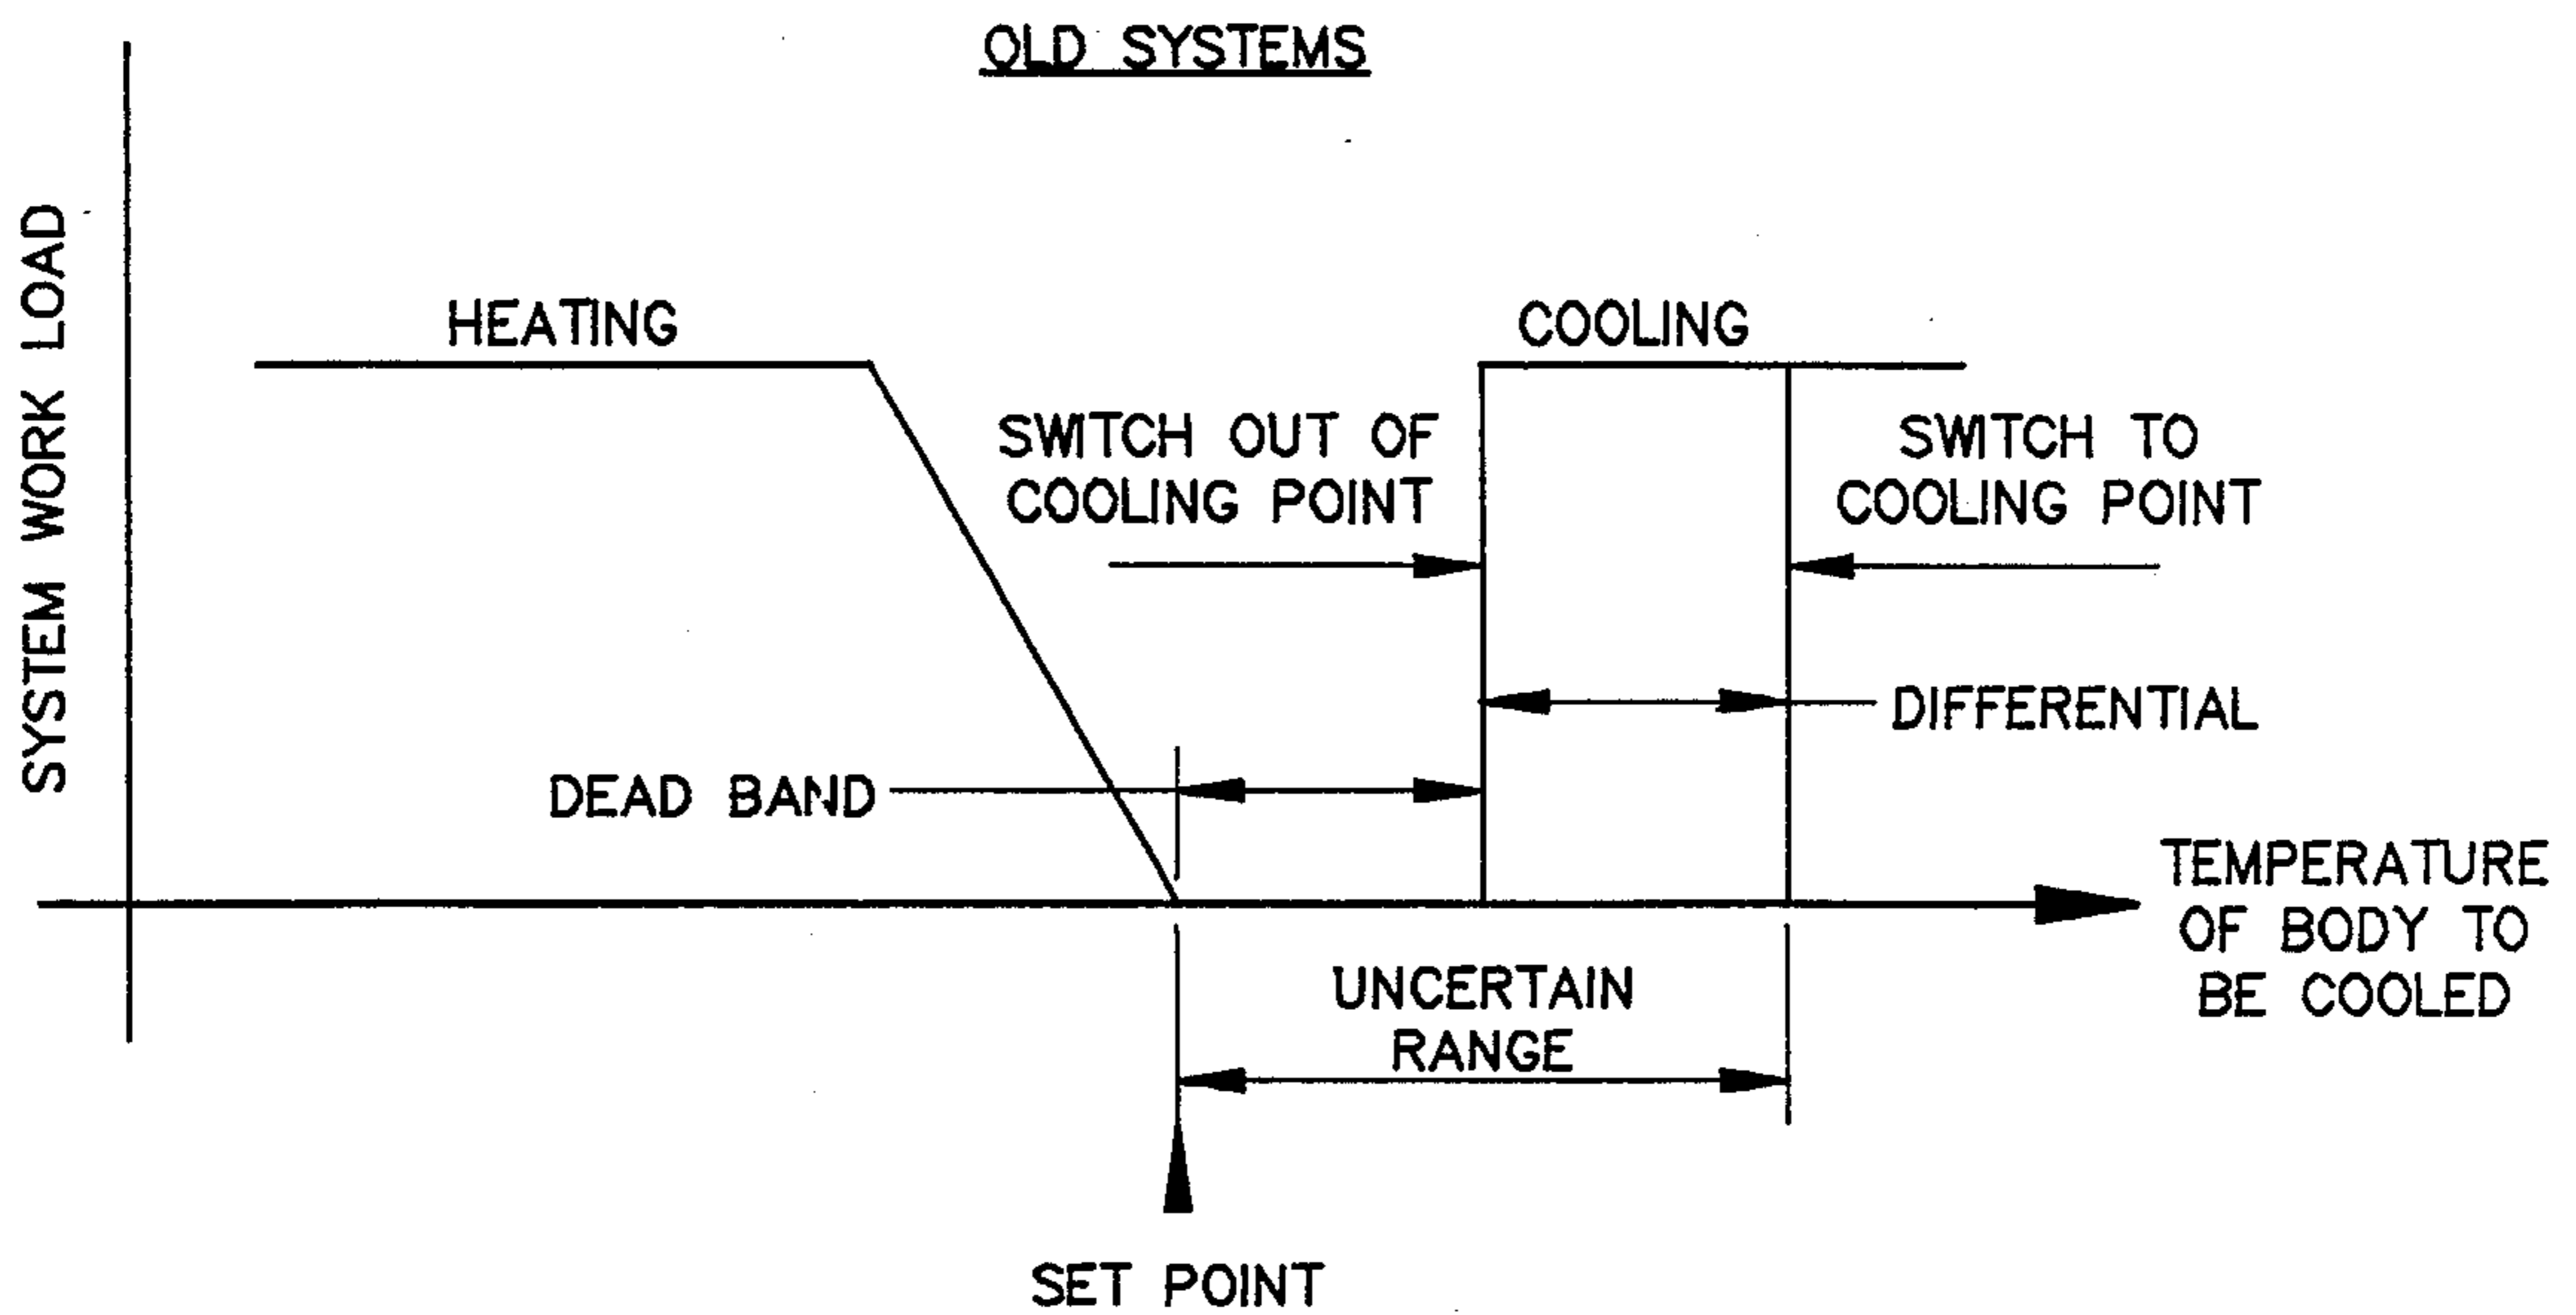 OLD SYSTEMS
SYSTEM WORK LOAD
HEATING
COOLING
SWITCH OUT OF
COOLING POINT
SWITCH TO
COOLING POINT
DIFFERENTIAL
DEAD BAND
TEMPERATURE
OF BODY TO
BE COOLED
UNCERTAIN
RANGE
SET POINT